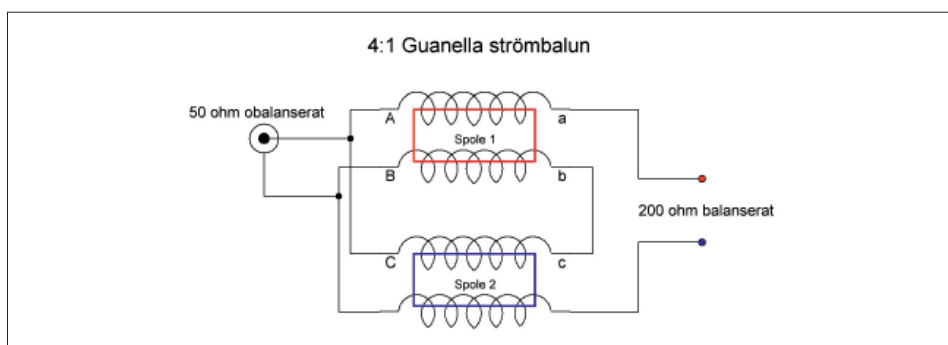 4:1 Guanella strömbalun
50 ohm obalanserat
A
a
Spole 1
B
b
200 ohm balanserat
C
c
Spole 2